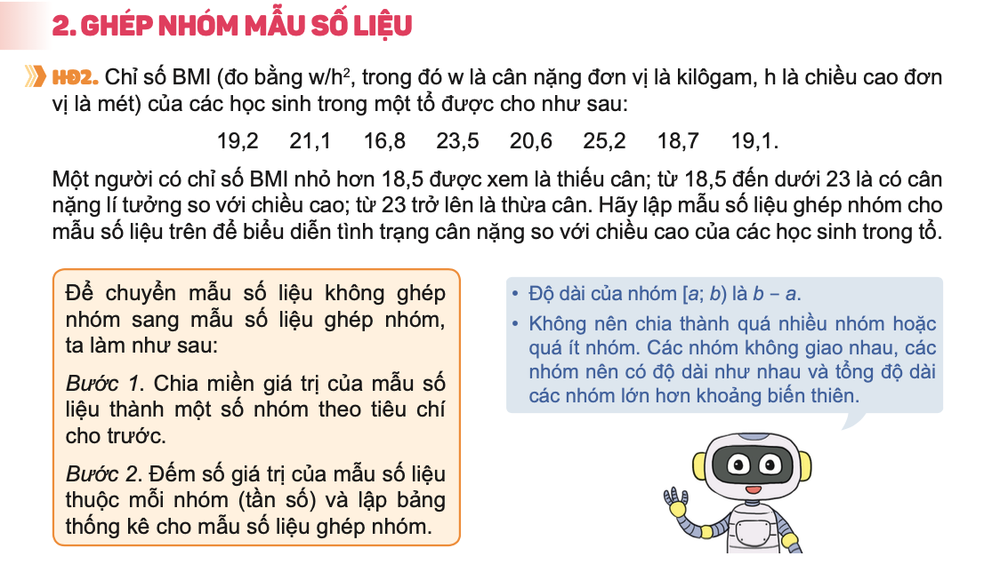 2. GHÉP NHÓM MẪU SỐ LIỆU
HĐ2. Chỉ số BMI (đo bằng w/h², trong đó w là cân nặng đơn vị là kilôgam, h là chiều cao đơn
vị là mét) của các học sinh trong một tổ được cho như sau:
19,2 21,1 16,8 23,5 20,6 25,2 18,7 19,1.
Một người có chỉ số BMI nhỏ hơn 18,5 được xem là thiếu cân; từ 18,5 đến dưới 23 là có cân
nặng lí tưởng so với chiều cao; từ 23 trở lên là thừa cân. Hãy lập mẫu số liệu ghép nhóm cho
mẫu số liệu trên để biểu diễn tình trạng cân nặng so với chiều cao của các học sinh trong tổ.
Để chuyển mẫu số liệu không ghép
nhóm sang mẫu số liệu ghép nhóm,
ta làm như sau:
Bước 1. Chia miền giá trị của mẫu số
liệu thành một số nhóm theo tiêu chí
cho trước.
Bước 2. Đếm số giá trị của mẫu số liệu
thuộc mỗi nhóm (tần số) và lập bảng
thống kê cho mẫu số liệu ghép nhóm.
• Độ dài của nhóm [a; b) là b – a.
• Không nên chia thành quá nhiều nhóm hoặc
quá ít nhóm. Các nhóm không giao nhau, các
nhóm nên có độ dài như nhau và tổng độ dài
các nhóm lớn hơn khoảng biến thiên.